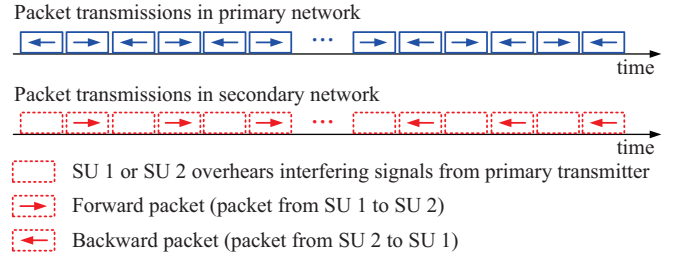 Packet transmissions in primary network
...
time
Packet transmissions in secondary network
...
time
SU 1 or SU 2 overhears interfering signals from primary transmitter
Forward packet (packet from SU 1 to SU 2)
Backward packet (packet from SU 2 to SU 1)